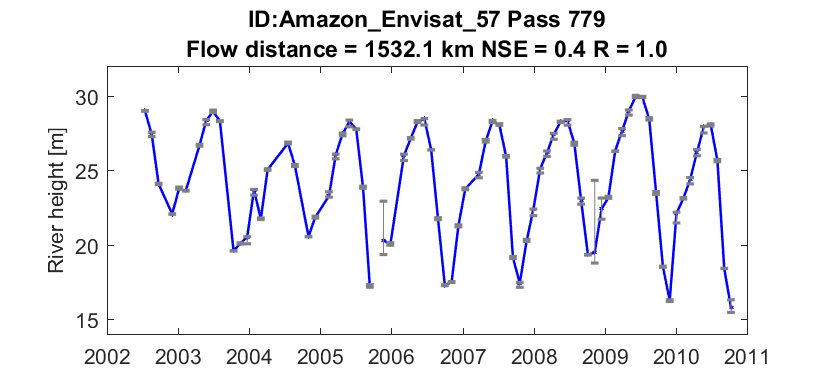 ID:Amazon_Envisat_57 Pass 779
Flow distance = 1532.1 km NSE = 0.4 R = 1.0
River height [m]
30
25
20
15
2002 2003 2004 2005 2006 2007 2008 2009 2010 2011